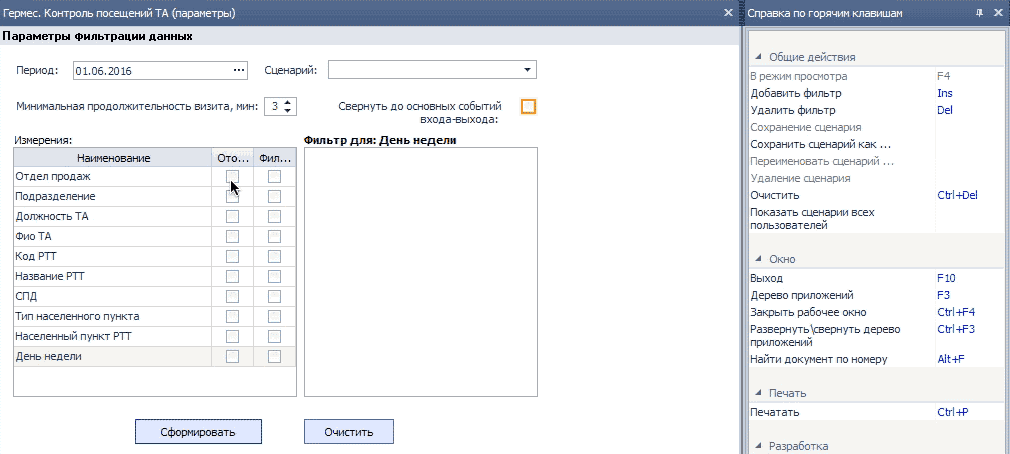 Гермес. Контроль посещений ТА (параметры)
Параметры фильтрации данных
Период: 01.06.2016 ... Сценарий:
Минимальная продолжительность визита, мин: 3
Свернуть до основных событий
входа-выхода:
Измерения:
Наименование Ото... Фил...
Отдел продаж
Подразделение
Должность ТА
Фио ТА
Код РТТ
Название РТТ
СПД
Тип населенного пункта
Населенный пункт РТТ
День недели
Фильтр для: День недели
Сформировать Очистить
Справка по горячим клавишам
Общие действия
В режим просмотра F4
Добавить фильтр Ins
Удалить фильтр Del
Сохранение сценария
Сохранить сценарий как ...
Переименовать сценарий ...
Удаление сценария
Очистить Ctrl+Del
Показать сценарии всех
пользователей
Окно
Выход F10
Дерево приложений F3
Закрыть рабочее окно Ctrl+F4
Развернуть\свернуть дерево Ctrl+F3
приложений
Найти документ по номеру Alt+F
Печать
Печатать Ctrl+P
Разработка